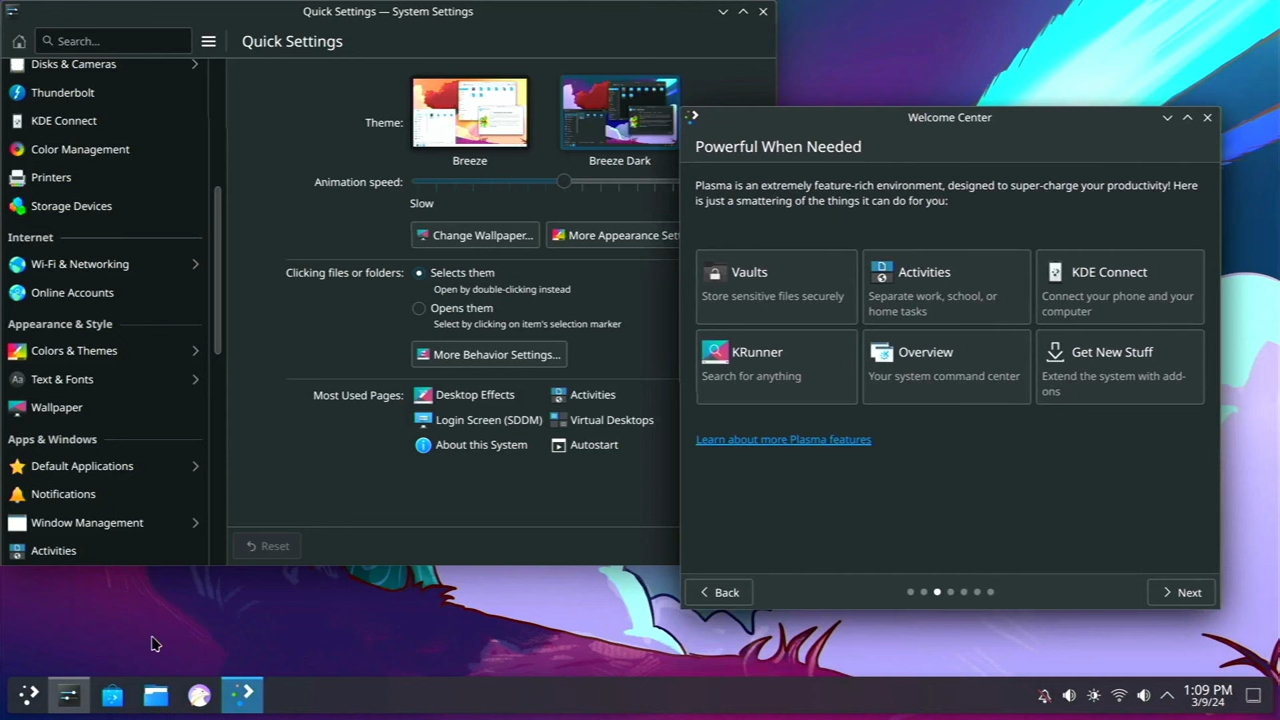 Quick Settings — System Settings
Search...
Quick Settings
Disks & Cameras
Thunderbolt
KDE Connect
Color Management
Printers
Storage Devices
Internet
Wi-Fi & Networking
Online Accounts
Appearance & Style
Colors & Themes
Aa Text & Fonts
Wallpaper
Apps & Windows
Default Applications
Notifications
Window Management
Activities
Theme:
Breeze
Breeze Dark
Animation speed:
Slow
Change Wallpaper...
More Appearance Set
Clicking files or folders:
Selects them
Open by double-clicking instead
Opens them
Select by clicking on item's selection marker
More Behavior Settings...
Most Used Pages:
Desktop Effects
Activities
Login Screen (SDDM)
Virtual Desktops
About this System
Autostart
Reset
Welcome Center
Powerful When Needed
Plasma is an extremely feature-rich environment, designed to super-charge your productivity! Here
is just a smattering of the things it can do for you:
Vaults
Store sensitive files securely
Activities
Separate work, school, or
home tasks
KDE Connect
Connect your phone and your
computer
KRunner
Search for anything
Overview
Your system command center
Get New Stuff
Extend the system with add-
ons
Learn about more Plasma features
Back
Next
1:09 PM
3/9/24